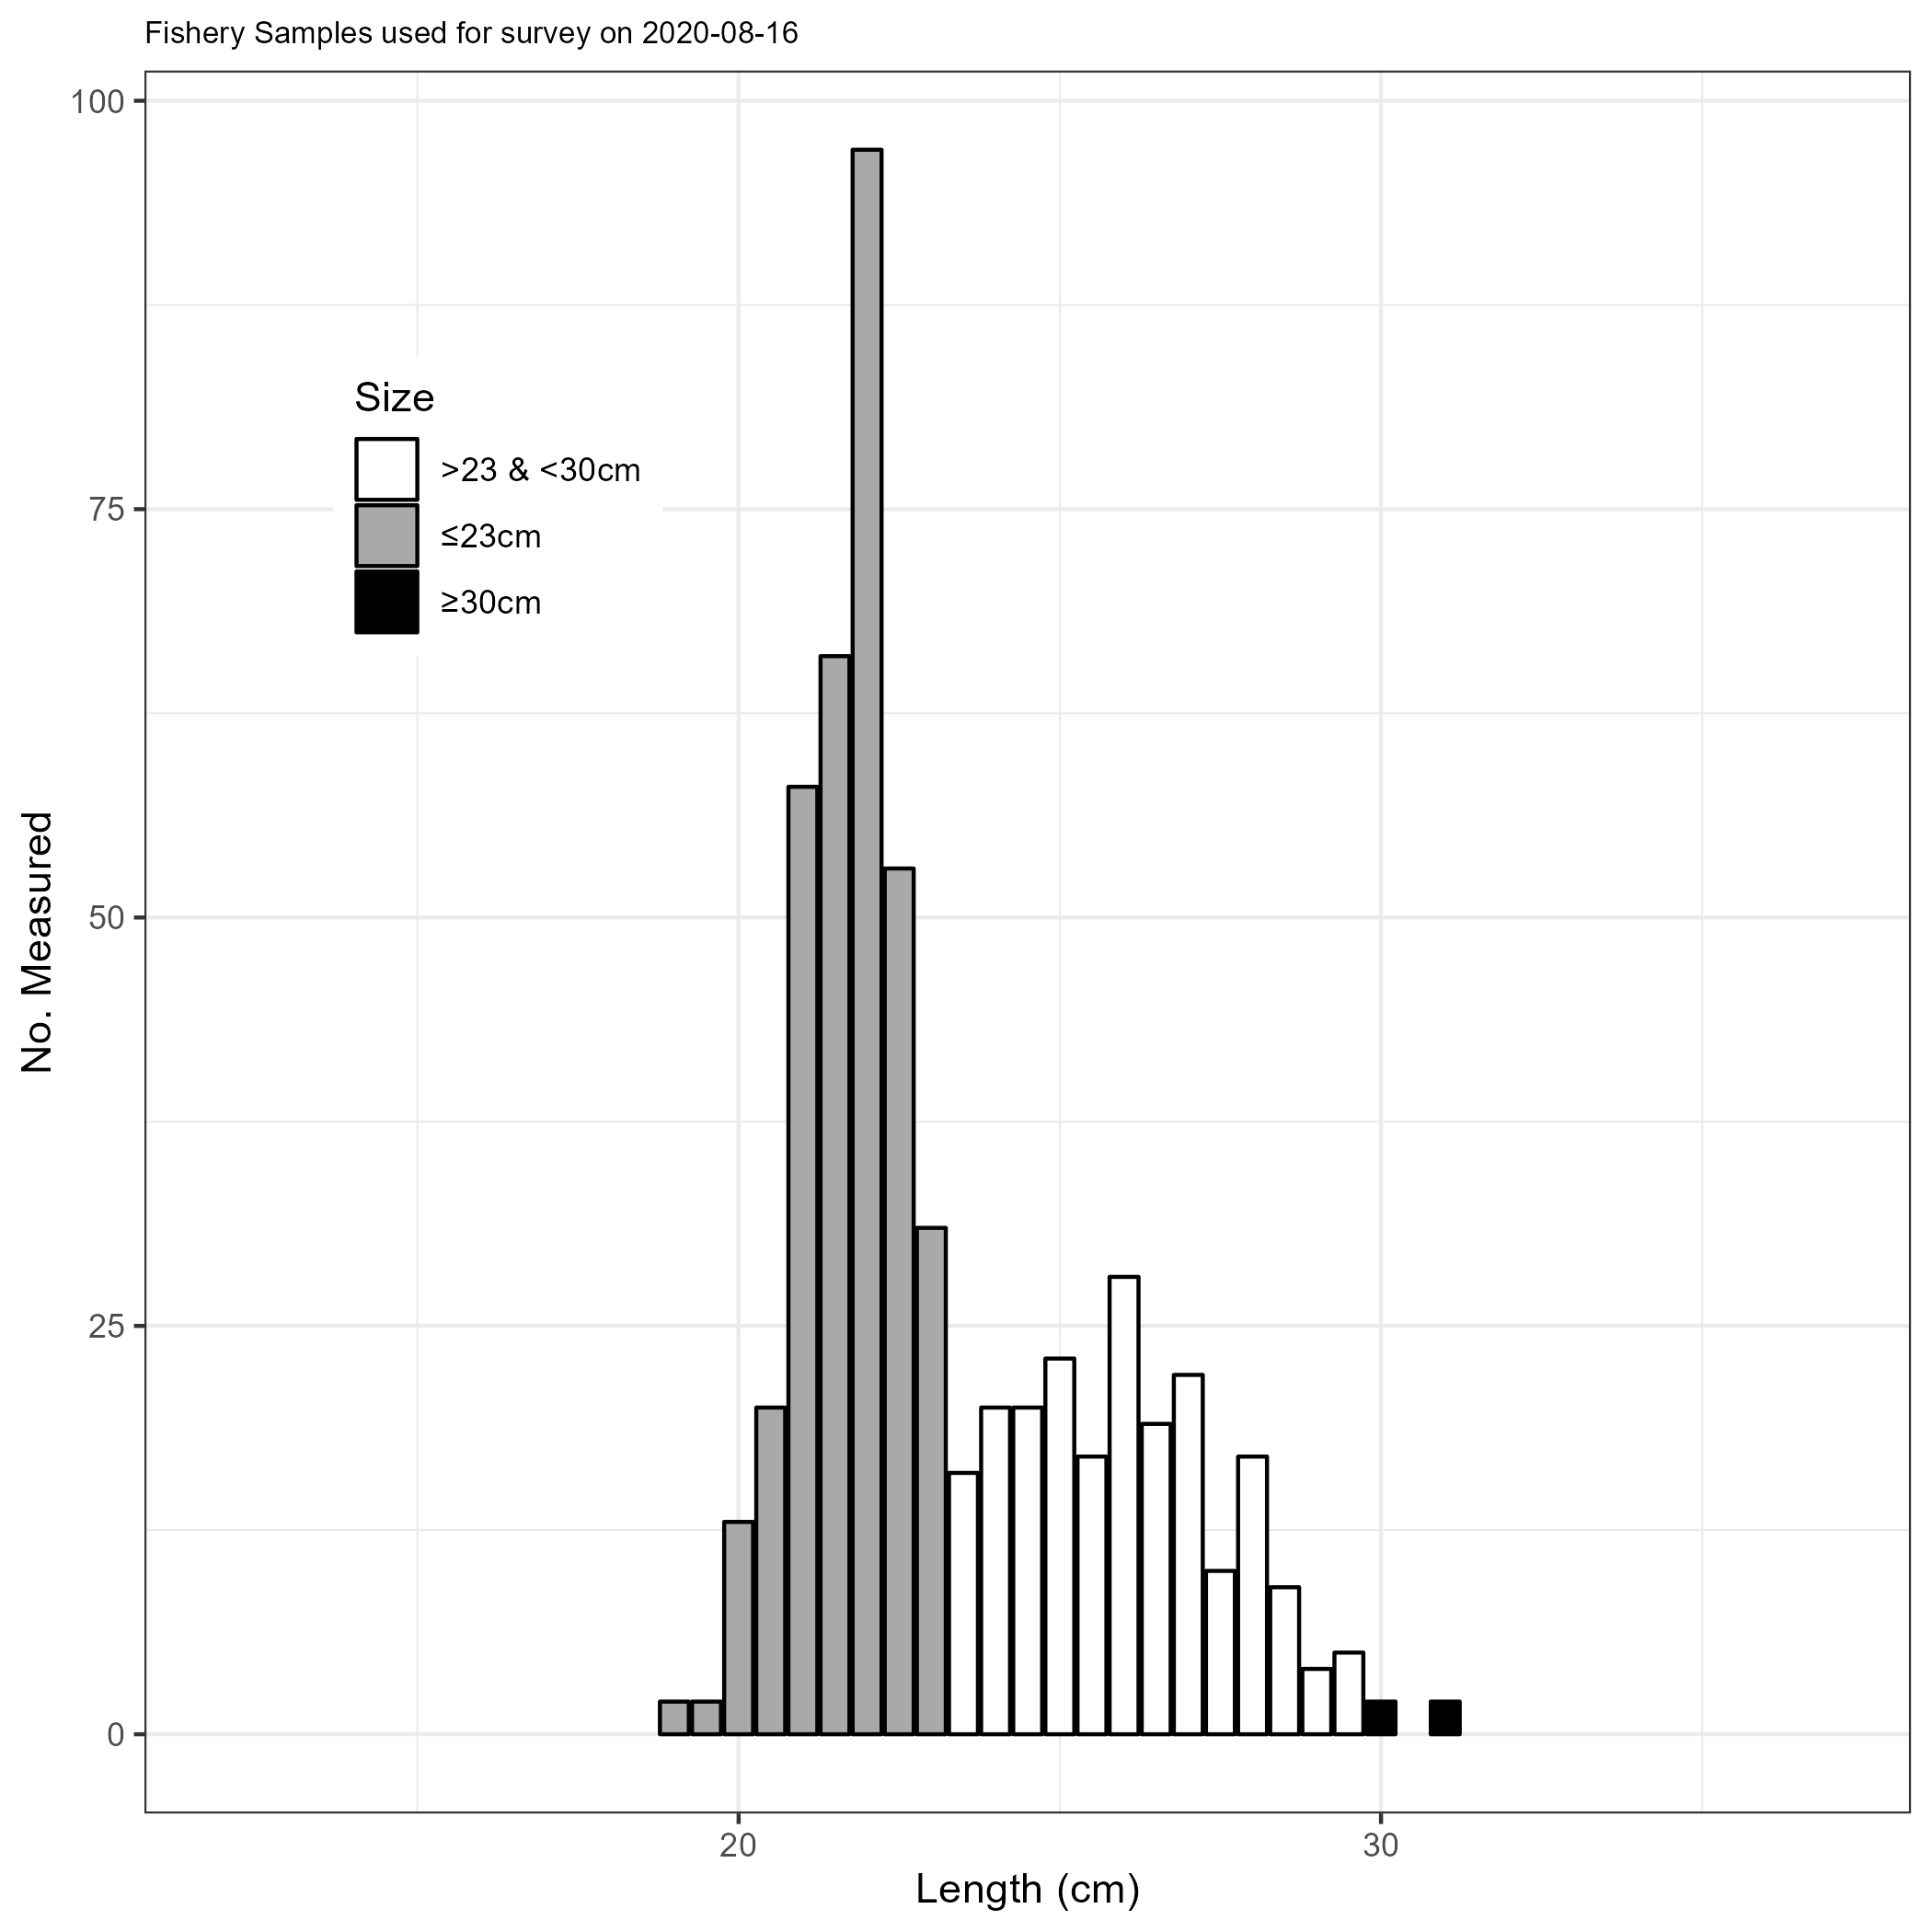 Fishery Samples used for survey on 2020-08-16
100
75
50
25
0
No. Measured
Size
>23 & <30cm
≤23cm
≥30cm
20
30
Length (cm)